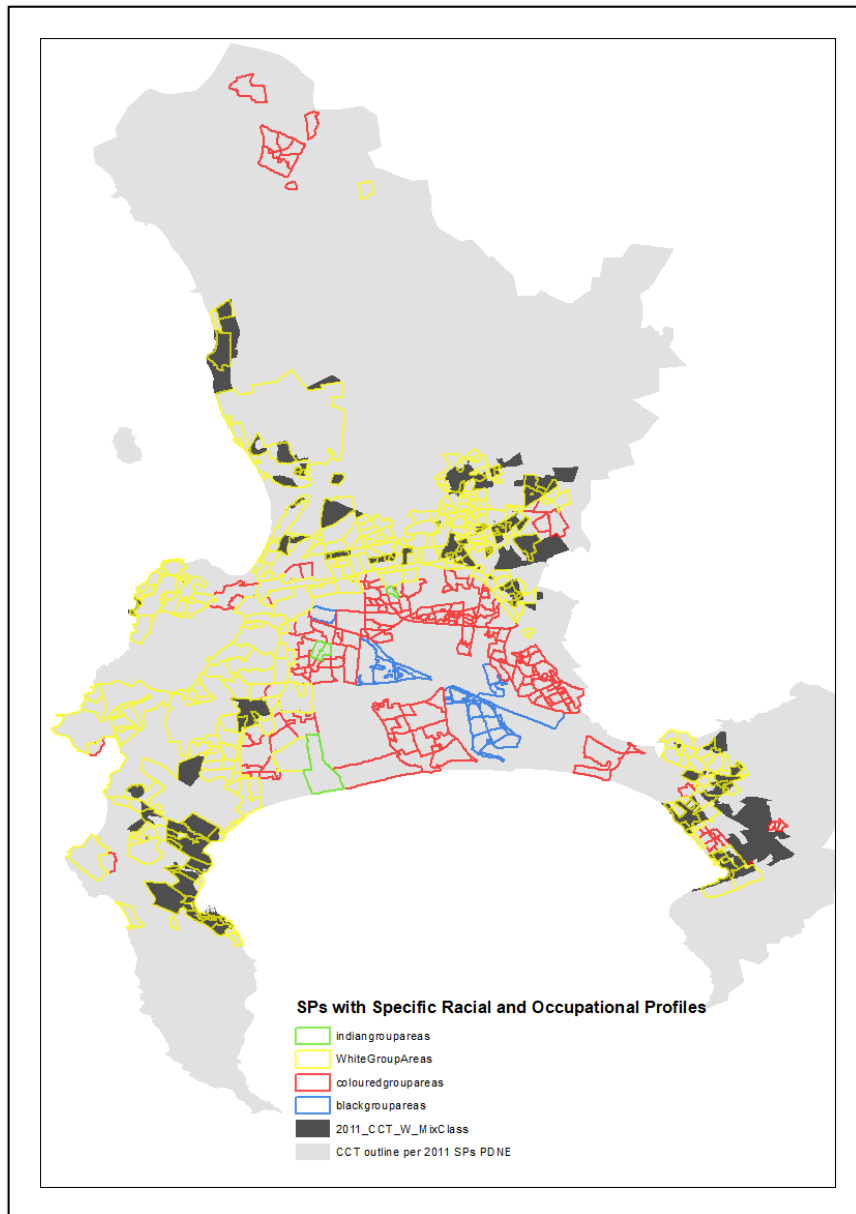 SPs with Specific Racial and Occupational Profiles
indiangroupareas
WhiteGroupAreas
colouredgroupareas
blackgroupareas
2011_CCT_W_MixClass
CCT outline per 2011 SPs PDNE